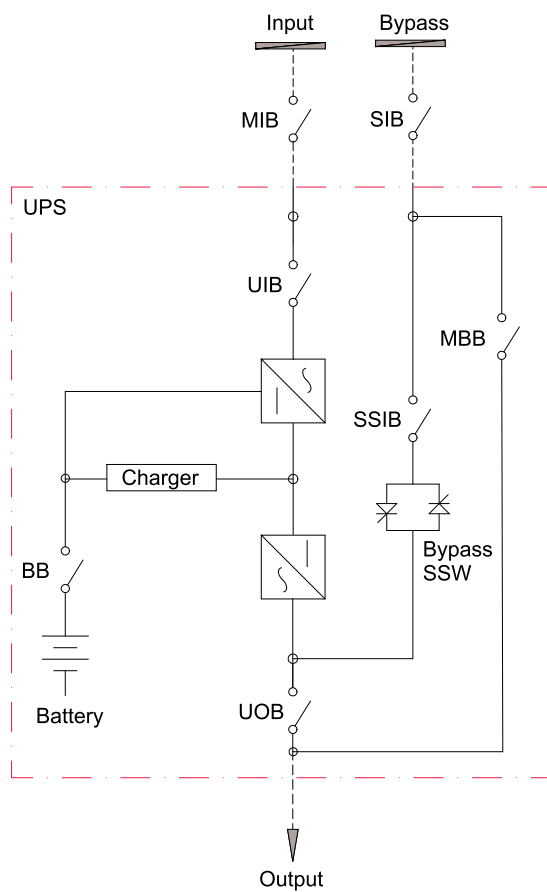 Input
Bypass
MIB
SIB
UPS
UIB
MBB
SSIB
Charger
Bypass
SSW
BB
Battery
UOB
Output